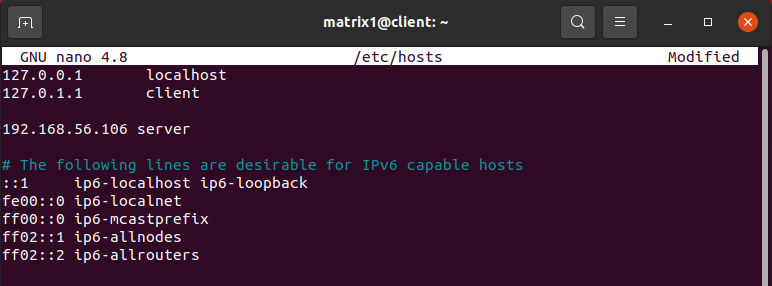 matrix1@client: ~
GNU nano 4.8 /etc/hosts Modified
127.0.0.1 localhost
127.0.1.1 client
192.168.56.106 server
# The following lines are desirable for IPv6 capable hosts
::1 ip6-localhost ip6-loopback
fe00::0 ip6-localnet
ff00::0 ip6-mcastprefix
ff02::1 ip6-allnodes
ff02::2 ip6-allrouters